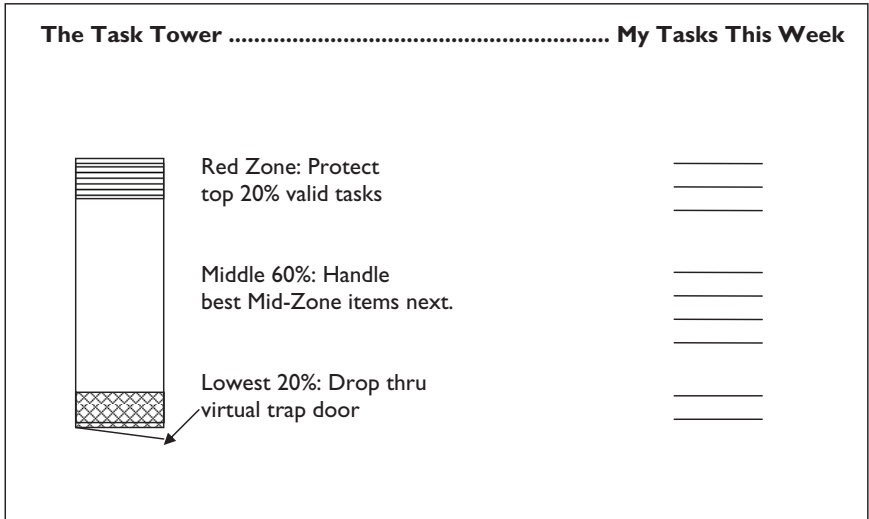 The Task Tower .................................................................. My Tasks This Week
Red Zone: Protect
top 20% valid tasks
Middle 60%: Handle
best Mid-Zone items next.
Lowest 20%: Drop thru
virtual trap door